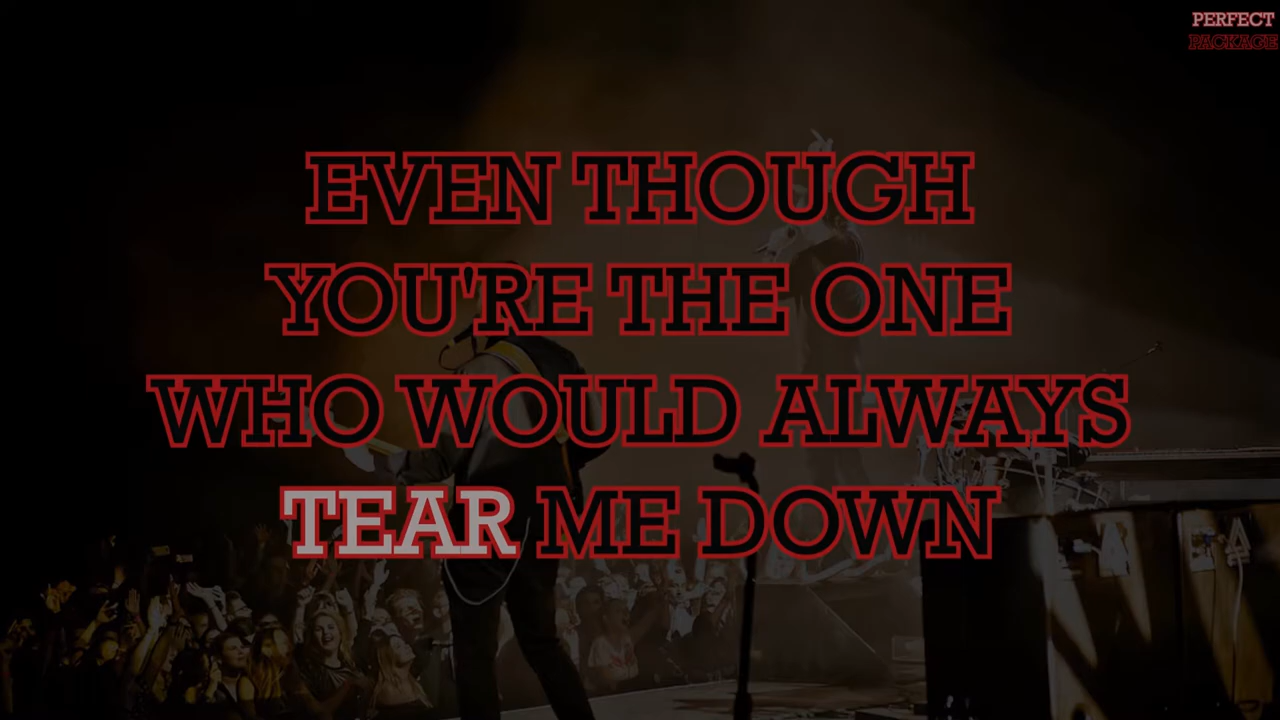 PERFECT
PACKAGE
EVEN THOUGH
YOU'RE THE ONE
WHO WOULD ALWAYS
TEAR ME DOWN